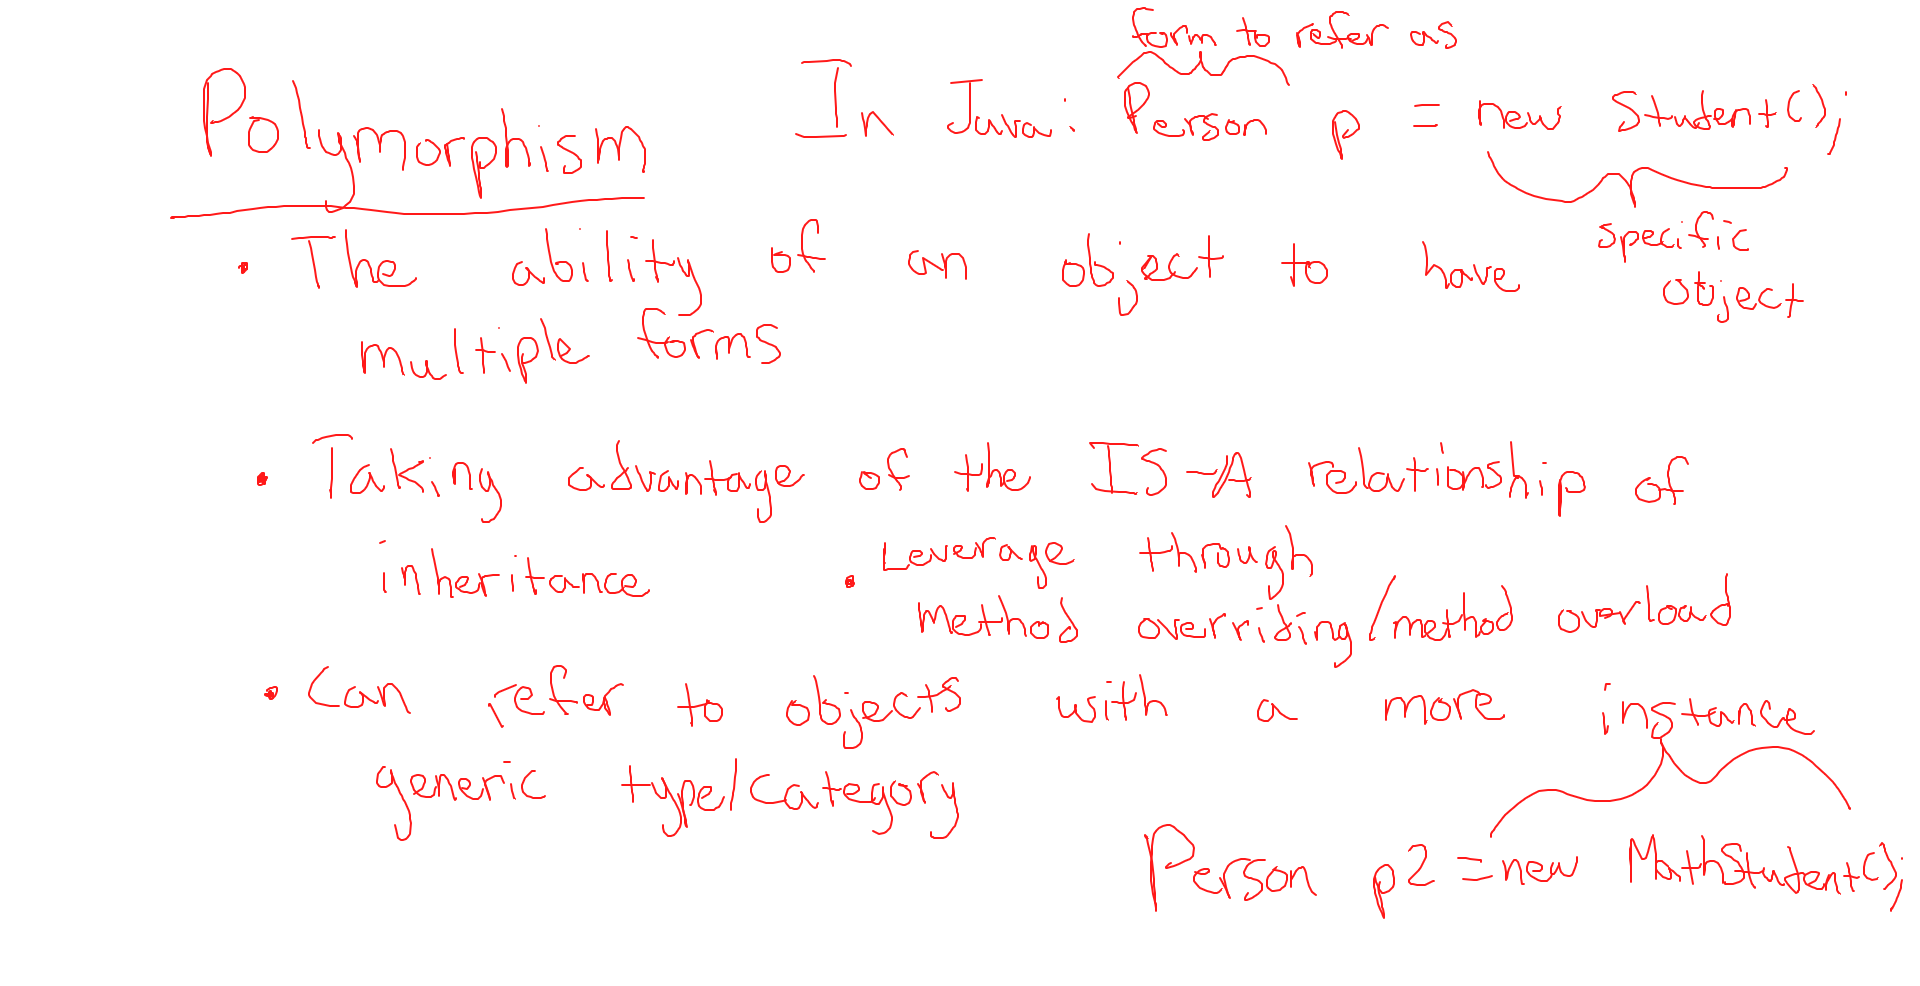 form to refer as
Polymorphism
In Java: Person p = new Student();
specific
object
• The ability of an object to have
multiple forms
• Taking advantage of the IS-A relationship of
inheritance
• Leverage through
method overriding/method overload
• Can refer to objects with a more
generic type/category
instance
Person p2 = new MathStudent();